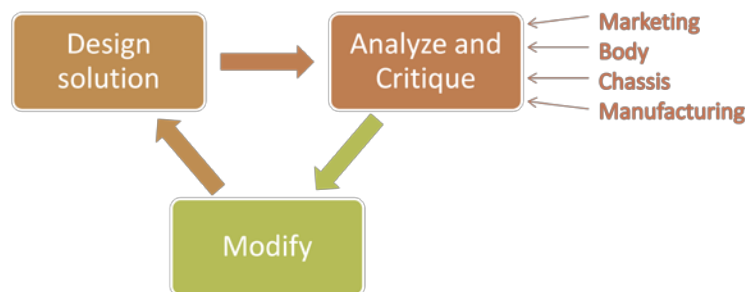 Design
solution
Analyze and
Critique
Marketing
Body
Chassis
Manufacturing
Modify